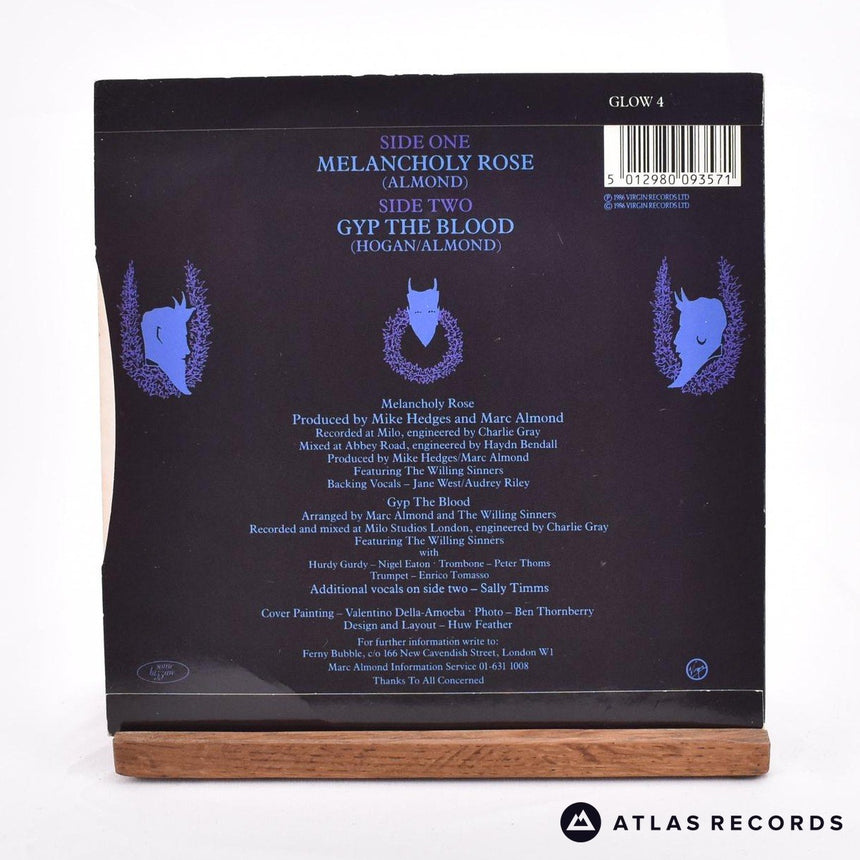 GLOW 4
5 012980 093571
℗ 1986 VIRGIN RECORDS LTD
© 1986 VIRGIN RECORDS LTD
SIDE ONE
MELANCHOLY ROSE
(ALMOND)
SIDE TWO
GYP THE BLOOD
(HOGAN/ALMOND)
Melancholy Rose
Produced by Mike Hedges and Marc Almond
Recorded at Milo, engineered by Charlie Gray
Mixed at Abbey Road, engineered by Haydn Bendall
Produced by Mike Hedges/Marc Almond
Featuring The Willing Sinners
Backing Vocals – Jane West/Audrey Riley
Gyp The Blood
Arranged by Marc Almond and The Willing Sinners
Recorded and mixed at Milo Studios London, engineered by Charlie Gray
Featuring The Willing Sinners
with
Hurdy Gurdy – Nigel Eaton · Trombone – Peter Thoms
Trumpet – Enrico Tomasso
Additional vocals on side two – Sally Timms
Cover Painting – Valentino Della-Amoeba · Photo – Ben Thornberry
Design and Layout – Huw Feather
For further information write to:
Ferny Bubble, c/o 166 New Cavendish Street, London W1
Marc Almond Information Service 01-631 1008
Thanks To All Concerned
some
bizzare
Virgin
ATLAS RECORDS